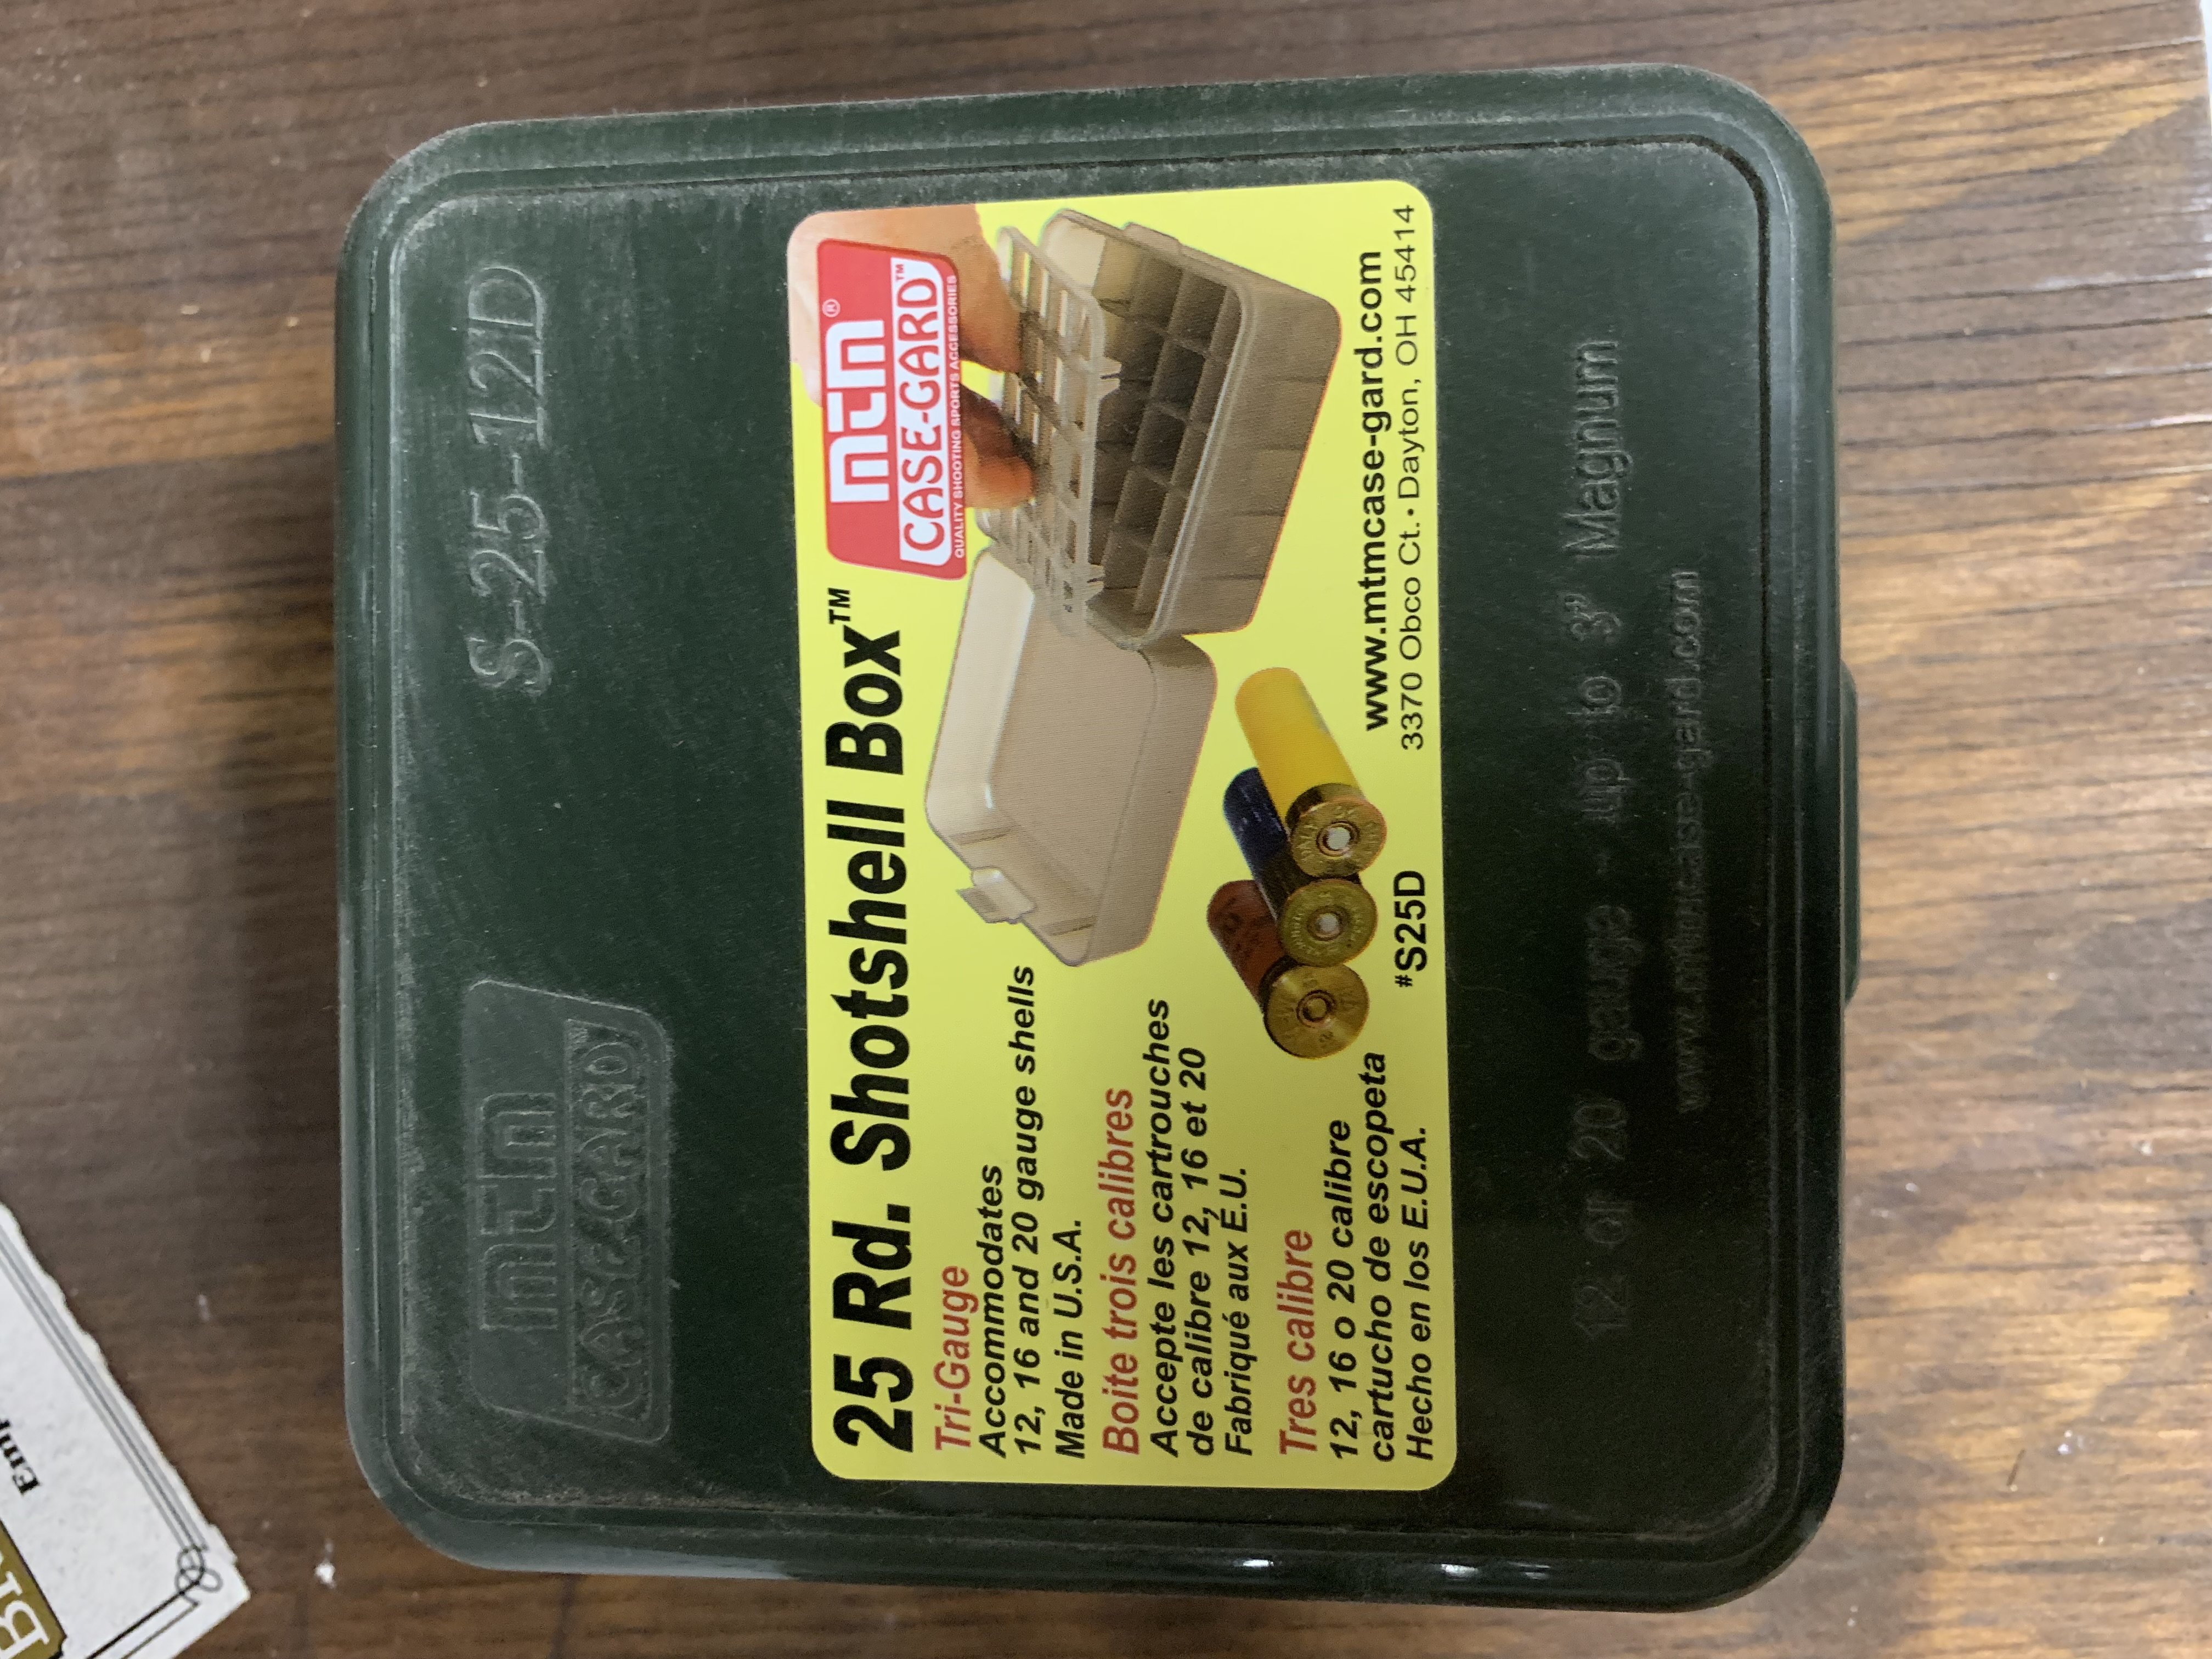 mtm
CASE-GARD™
S-25-12D
25 Rd. Shotshell Box™
mtm®
CASE-GARD™
QUALITY SHOOTING SPORTS ACCESSORIES
Tri-Gauge
Accommodates
12, 16 and 20 gauge shells
Made in U.S.A.
Boite trois calibres
Accepte les cartrouches
de calibre 12, 16 et 20
Fabriqué aux É.U.
Tres calibre
12, 16 o 20 calibre
cartucho de escopeta
Hecho en los E.U.A.
#S25D
www.mtmcase-gard.com
3370 Obco Ct. • Dayton, OH 45414
12 or 20 gauge - up to 3" Magnum
www.mtmcase-gard.com